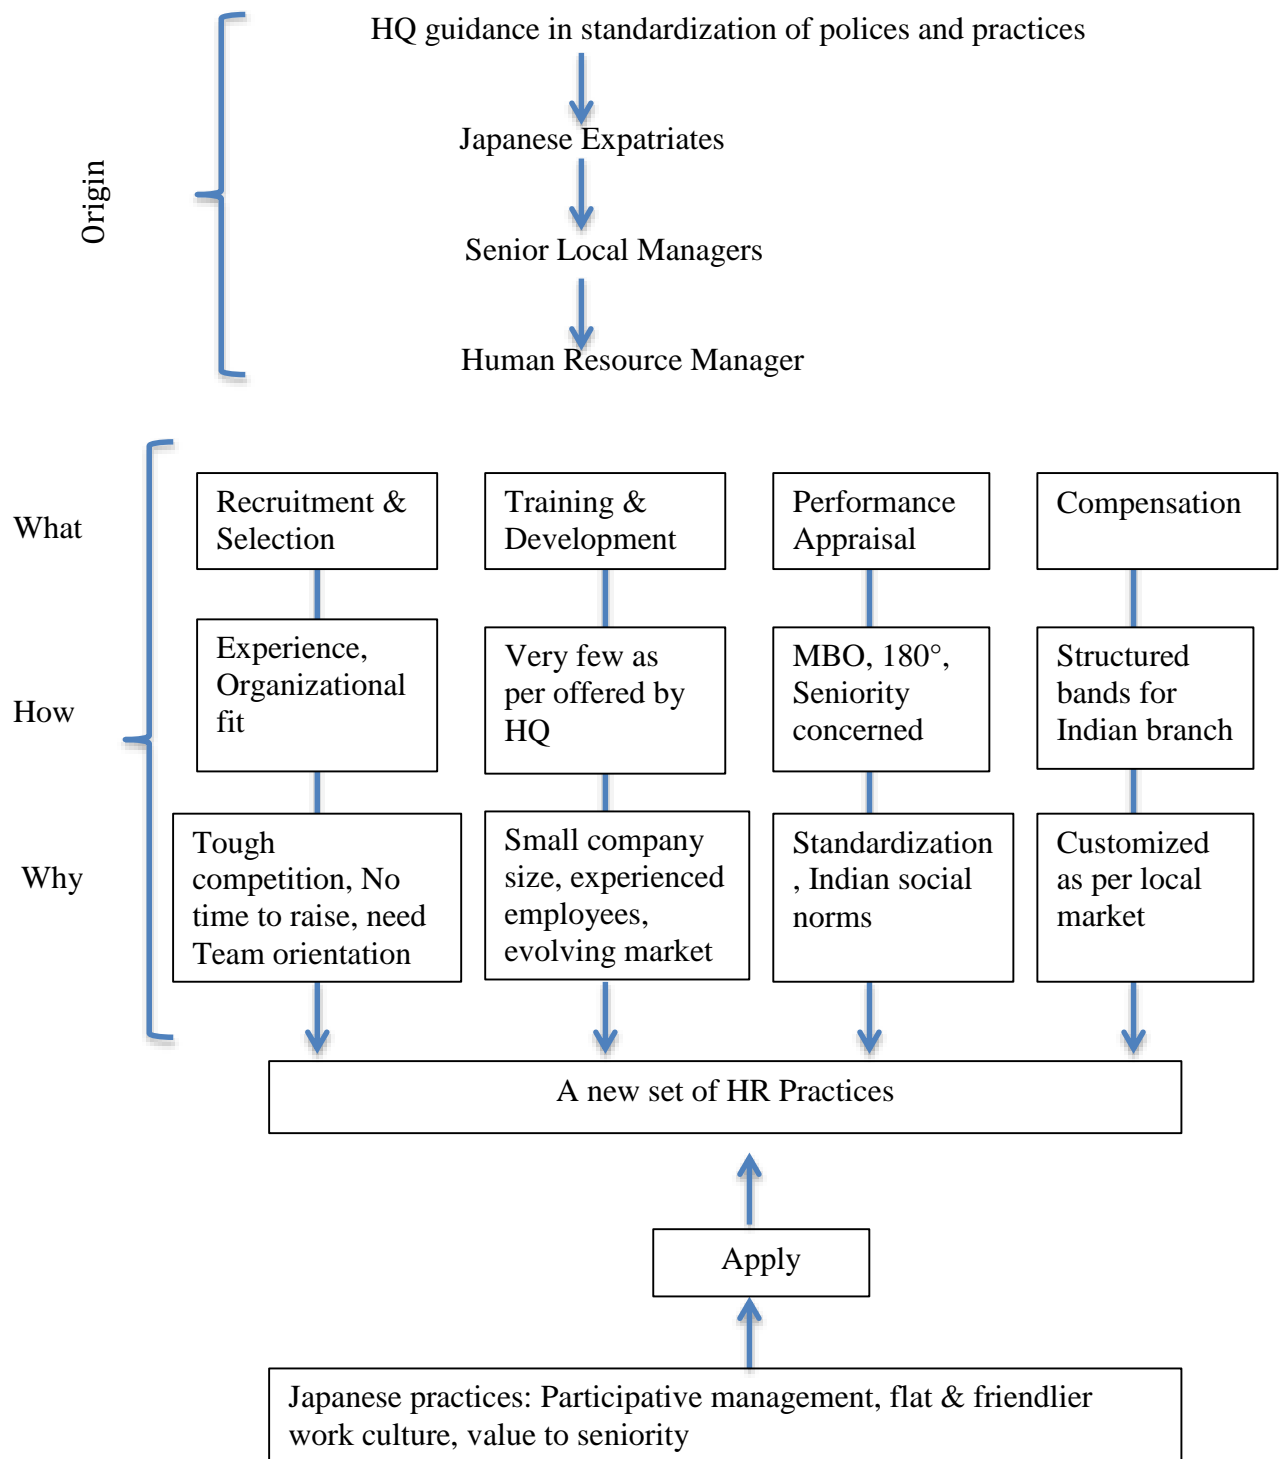 HQ guidance in standardization of polices and practices
Japanese Expatriates
Origin
Senior Local Managers
Human Resource Manager
What
Recruitment &
Selection
Training &
Development
Performance
Appraisal
Compensation
How
Experience,
Organizational
fit
Very few as
per offered by
HQ
MBO, 180°,
Seniority
concerned
Structured
bands for
Indian branch
Why
Tough
competition, No
time to raise, need
Team orientation
Small company
size, experienced
employees,
evolving market
Standardization
, Indian social
norms
Customized
as per local
market
A new set of HR Practices
Apply
Japanese practices: Participative management, flat & friendlier
work culture, value to seniority